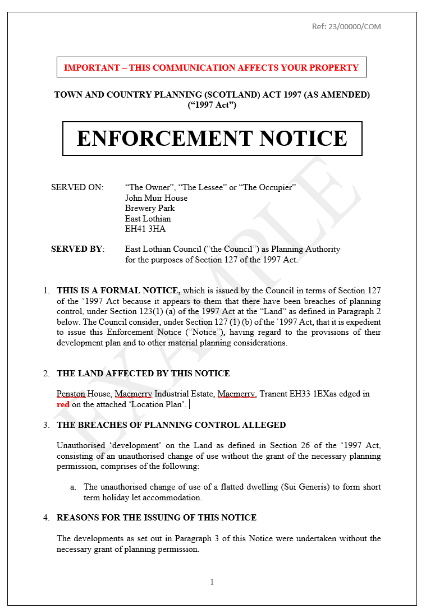 Ref: 23/00000/COM
IMPORTANT – THIS COMMUNICATION AFFECTS YOUR PROPERTY
TOWN AND COUNTRY PLANNING (SCOTLAND) ACT 1997 (AS AMENDED)
("1997 Act")
ENFORCEMENT NOTICE
SERVED ON: "The Owner", "The Lessee" or "The Occupier"
John Muir House
Brewery Park
East Lothian
EH41 3HA
SERVED BY: East Lothian Council ("the Council") as Planning Authority
for the purposes of Section 127 of the 1997 Act.
1. THIS IS A FORMAL NOTICE, which is issued by the Council in terms of Section 127
of the `1997 Act because it appears to them that there have been breaches of planning
control, under Section 123(1) (a) of the 1997 Act at the "Land" as defined in Paragraph 2
below. The Council consider, under Section 127 (1) (b) of the `1997 Act, that it is expedient
to issue this Enforcement Notice ("Notice"), having regard to the provisions of their
development plan and to other material planning considerations.
2. THE LAND AFFECTED BY THIS NOTICE
Penston House, Macmerry Industrial Estate, Macmerry, Tranent EH33 1EXas edged in
red on the attached 'Location Plan'.
3. THE BREACHES OF PLANNING CONTROL ALLEGED
Unauthorised 'development' on the Land as defined in Section 26 of the `1997 Act,
consisting of an unauthorised change of use without the grant of the necessary planning
permission, comprises of the following:
a. The unauthorised change of use of a flatted dwelling (Sui Generis) to form short
term holiday let accommodation.
4. REASONS FOR THE ISSUING OF THIS NOTICE
The developments as set out in Paragraph 3 of this Notice were undertaken without the
necessary grant of planning permission.
1
EXAMPLE